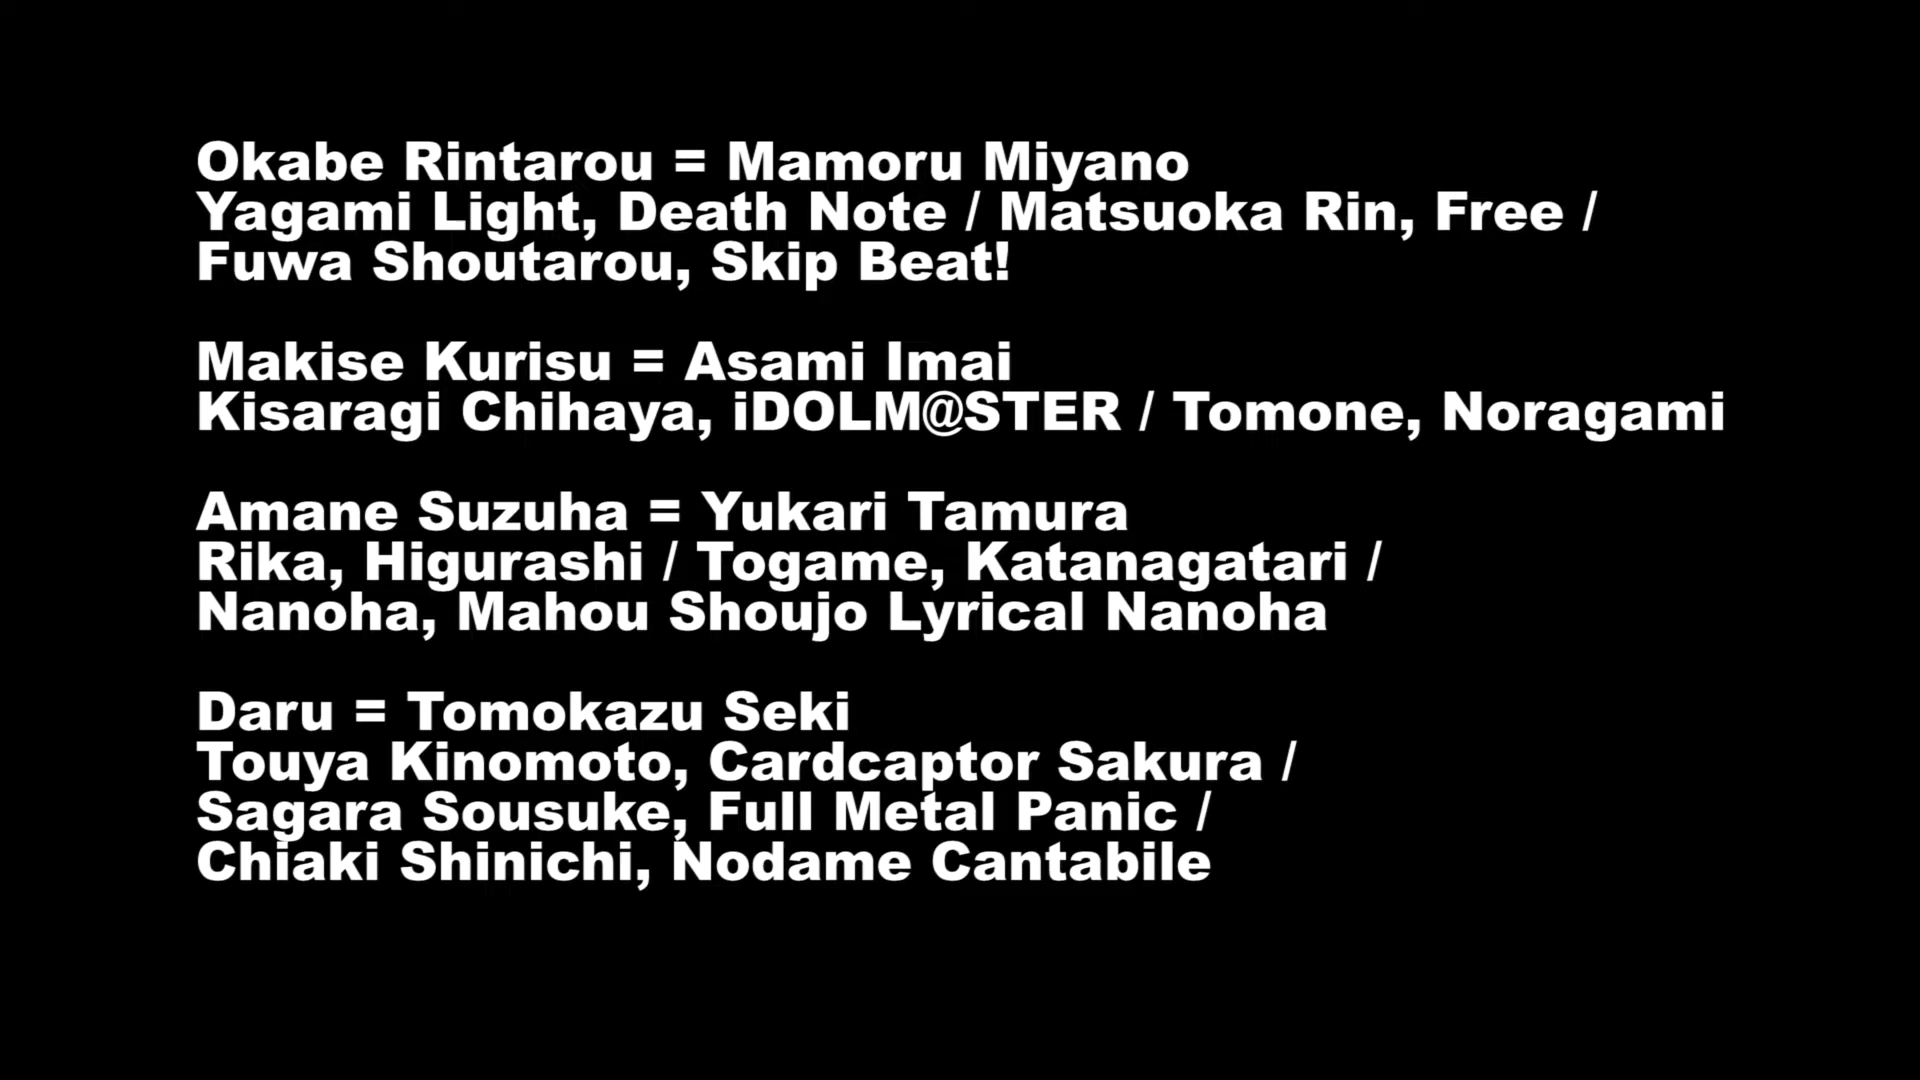 Okabe Rintarou = Mamoru Miyano
Yagami Light, Death Note / Matsuoka Rin, Free /
Fuwa Shoutarou, Skip Beat!
Makise Kurisu = Asami Imai
Kisaragi Chihaya, iDOLM@STER / Tomone, Noragami
Amane Suzuha = Yukari Tamura
Rika, Higurashi / Togame, Katanagatari /
Nanoha, Mahou Shoujo Lyrical Nanoha
Daru = Tomokazu Seki
Touya Kinomoto, Cardcaptor Sakura /
Sagara Sousuke, Full Metal Panic /
Chiaki Shinichi, Nodame Cantabile